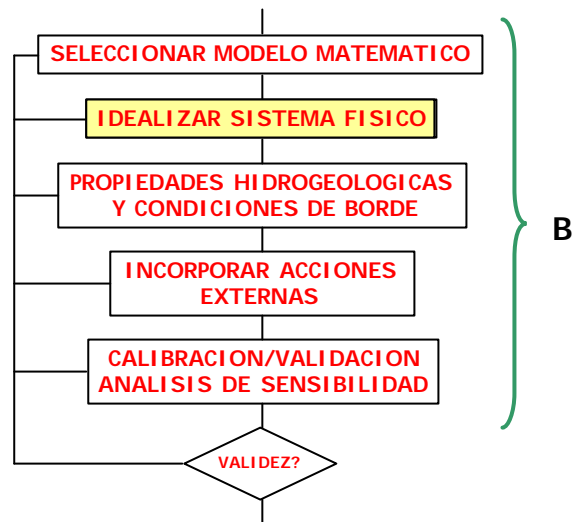 SELECCIONAR MODELO MATEMATICO
IDEALIZAR SISTEMA FISICO
PROPIEDADES HIDROGEOLOGICAS
Y CONDICIONES DE BORDE
INCORPORAR ACCIONES
EXTERNAS
CALIBRACION/VALIDACION
ANALISIS DE SENSIBILIDAD
VALIDEZ?
B